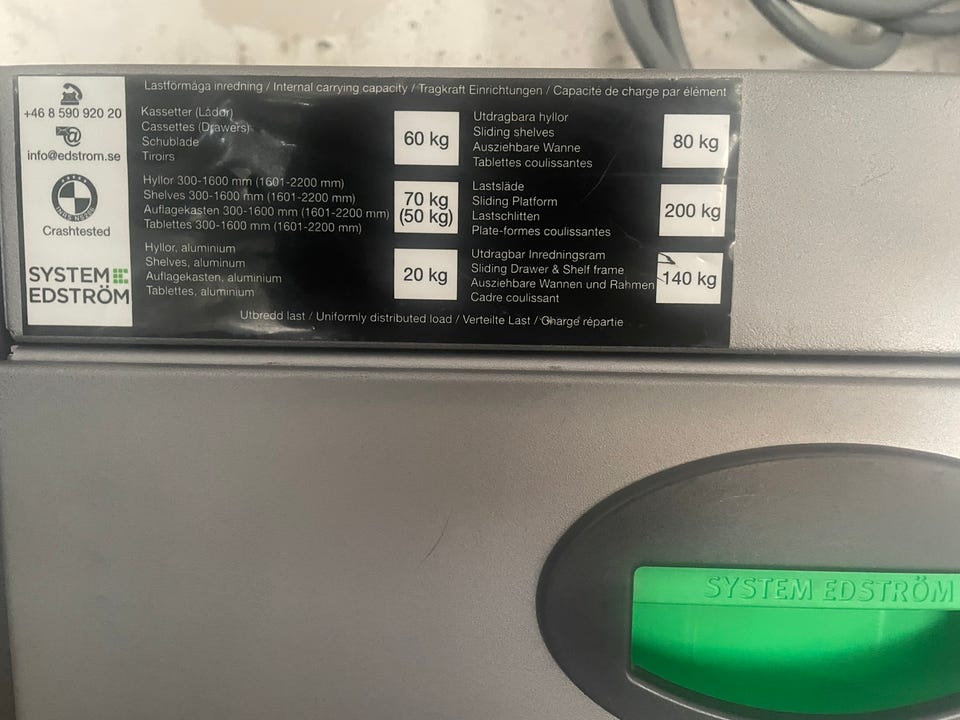 Lastförmåga inredning / Internal carrying capacity / Tragkraft Einrichtungen / Capacité de charge par élément
+46 8 590 920 20
info@edstrom.se
Crashtested
SYSTEM
EDSTRÖM
Kassetter (Lådor)
Cassettes (Drawers)
Schublade
Tiroirs
60 kg
Hyllor 300-1600 mm (1601-2200 mm)
Shelves 300-1600 mm (1601-2200 mm)
Auflagekasten 300-1600 mm (1601-2200 mm)
Tablettes 300-1600 mm (1601-2200 mm)
70 kg
(50 kg)
Hyllor, aluminium
Shelves, aluminum
Auflagekasten, aluminium
Tablettes, aluminium
20 kg
Utdragbara hyllor
Sliding shelves
Ausziehbare Wanne
Tablettes coulissantes
80 kg
Lastsläde
Sliding Platform
Lastschlitten
Plate-formes coulissantes
200 kg
Utdragbar Inredningsram
Sliding Drawer & Shelf frame
Ausziehbare Wannen und Rahmen
Cadre coulissant
140 kg
Utbredd last / Uniformly distributed load / Verteilte Last / Charge répartie
SYSTEM EDSTRÖM